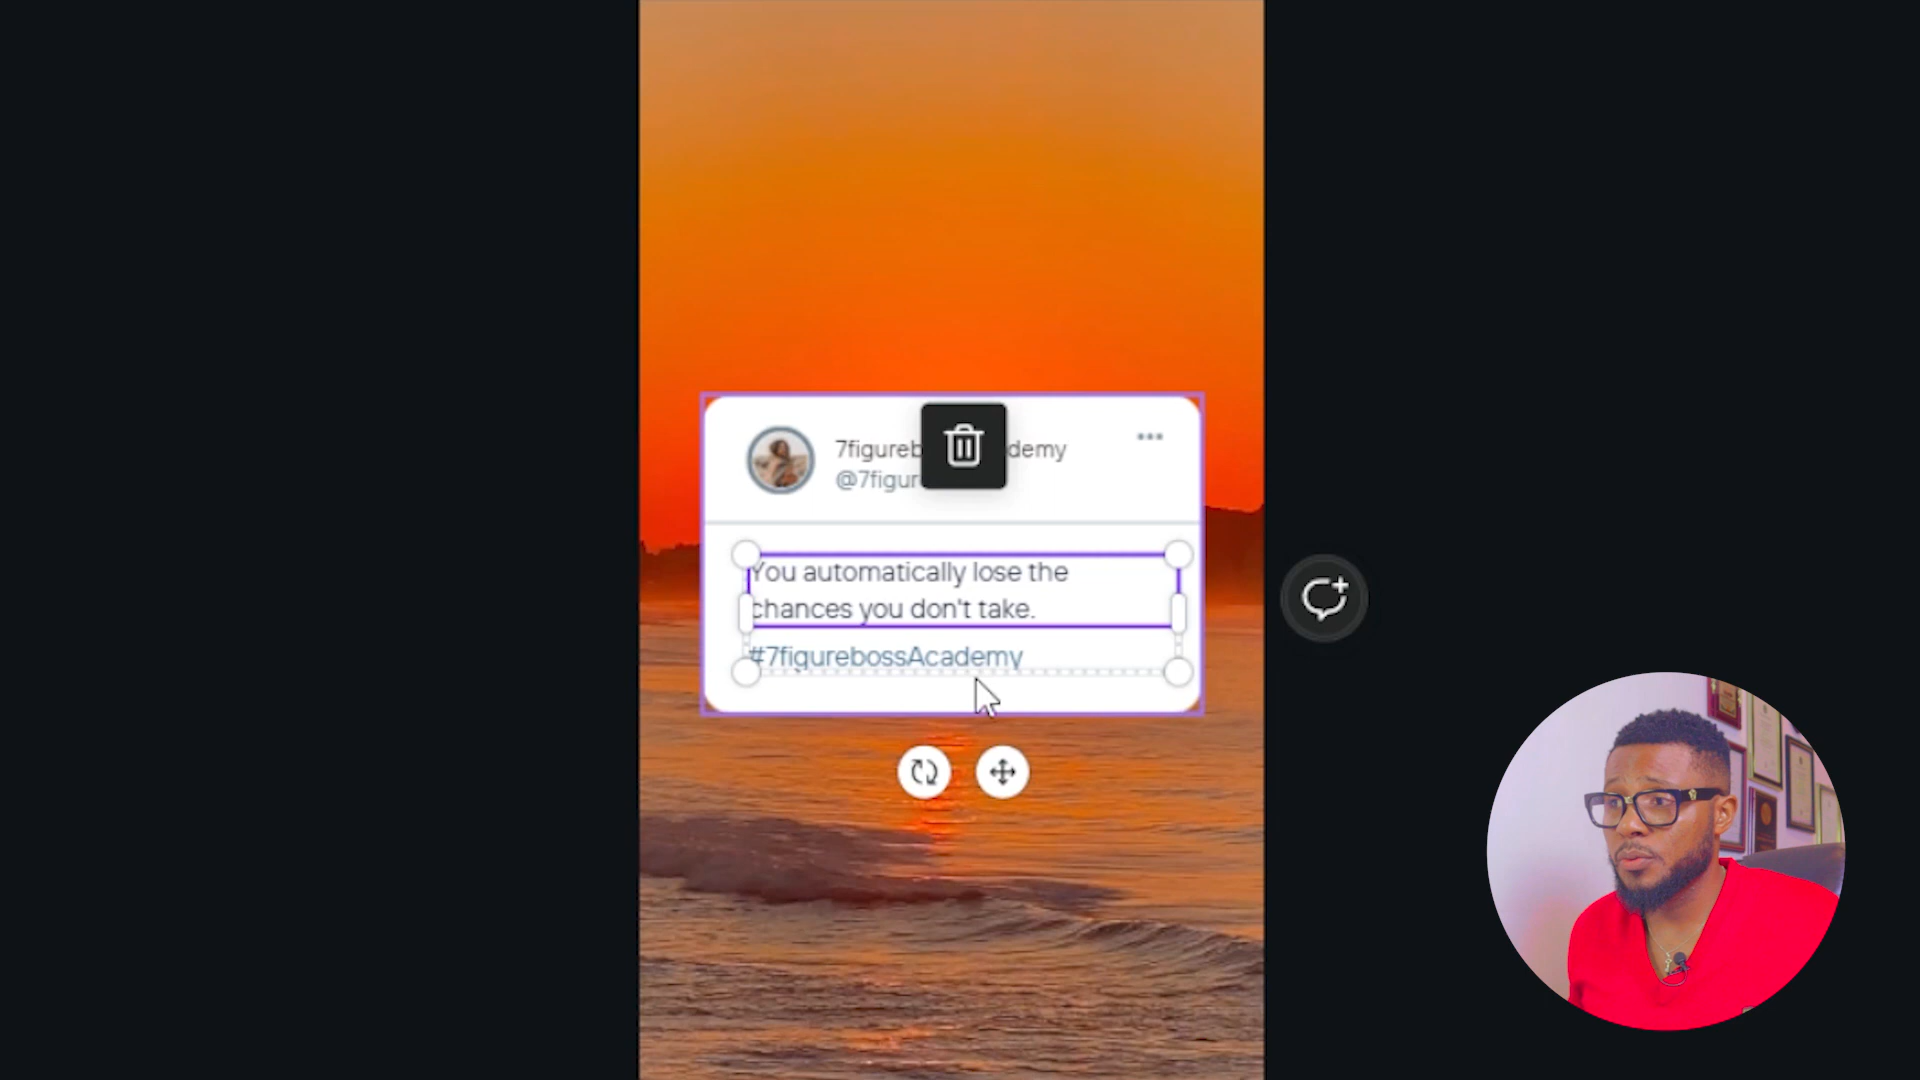 7figureb demy
@7figur
You automatically lose the
chances you don't take.
#7figurebossAcademy